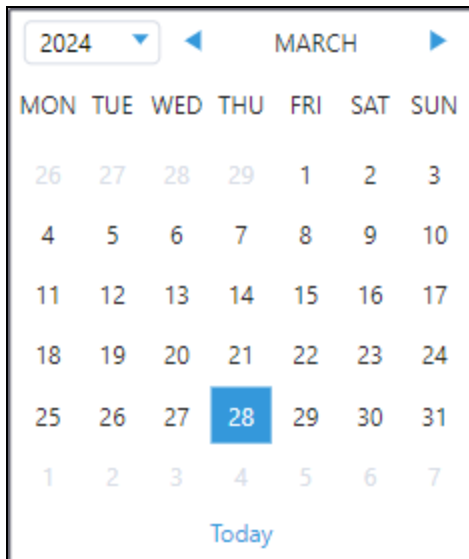 2024 MARCH
MON TUE WED THU FRI SAT SUN
26 27 28 29 1 2 3
4 5 6 7 8 9 10
11 12 13 14 15 16 17
18 19 20 21 22 23 24
25 26 27 28 29 30 31
1 2 3 4 5 6 7
Today